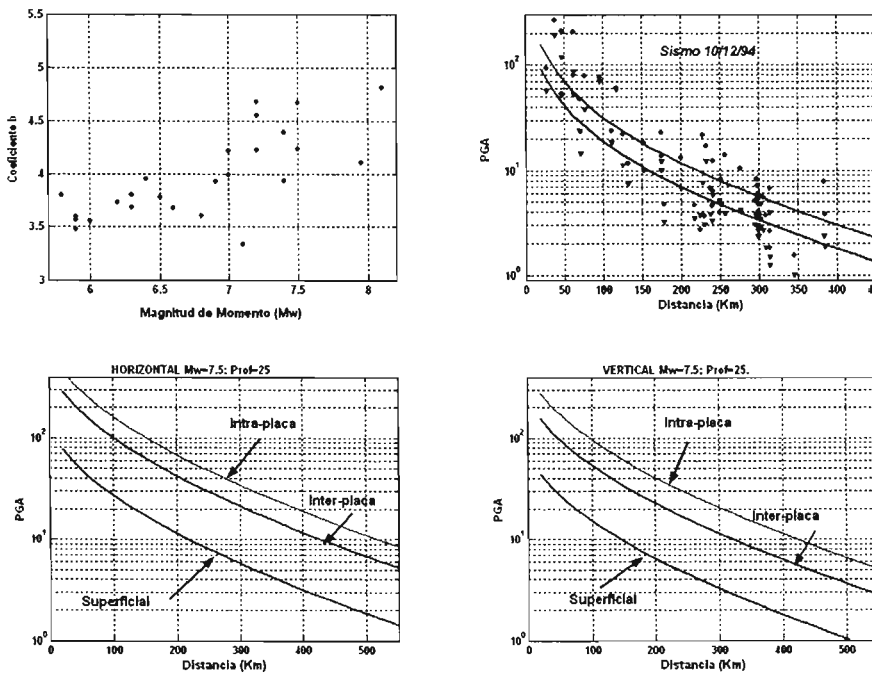 5.5
5
4.5
4
3.5
3
Coeficiente b
6
6.5
7
7.5
8
Magnitud de Momento (Mw)
Sismo 10/12/94
10²
10¹
10⁰
PGA
0
50
100
150
200
250
300
350
400
450
Distancia (Km)
HORIZONTAL Mw=7.5; Prof=25
Intra-placa
Inter-placa
Superficial
10²
10¹
10⁰
PGA
0
100
200
300
400
500
Distancia (Km)
VERTICAL Mw=7.5; Prof=25.
Intra-placa
Inter-placa
Superficial
10²
10¹
10⁰
PGA
0
100
200
300
400
500
Distancia (Km)